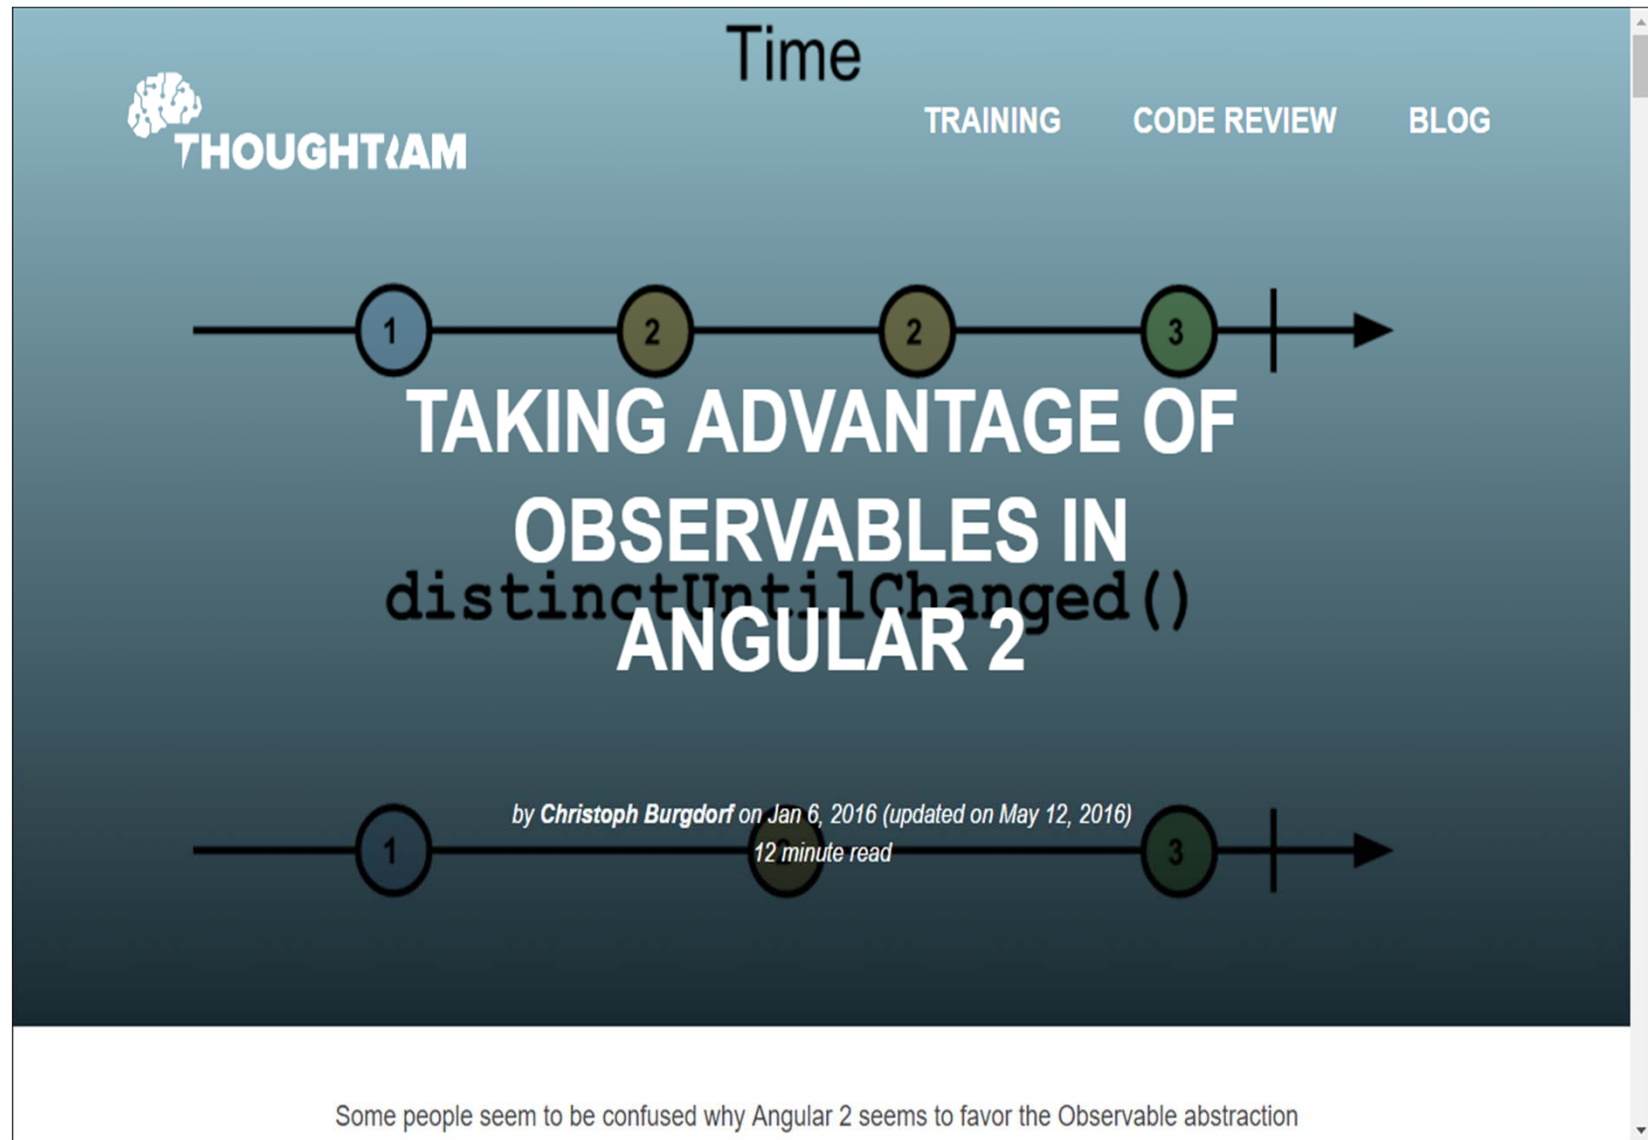 Time
THOUGHTRAM
TRAINING CODE REVIEW BLOG
1 2 2 3
TAKING ADVANTAGE OF
OBSERVABLES IN
distinctUntilChanged()
ANGULAR 2
by Christoph Burgdorf on Jan 6, 2016 (updated on May 12, 2016)
12 minute read
1 2 3
Some people seem to be confused why Angular 2 seems to favor the Observable abstraction